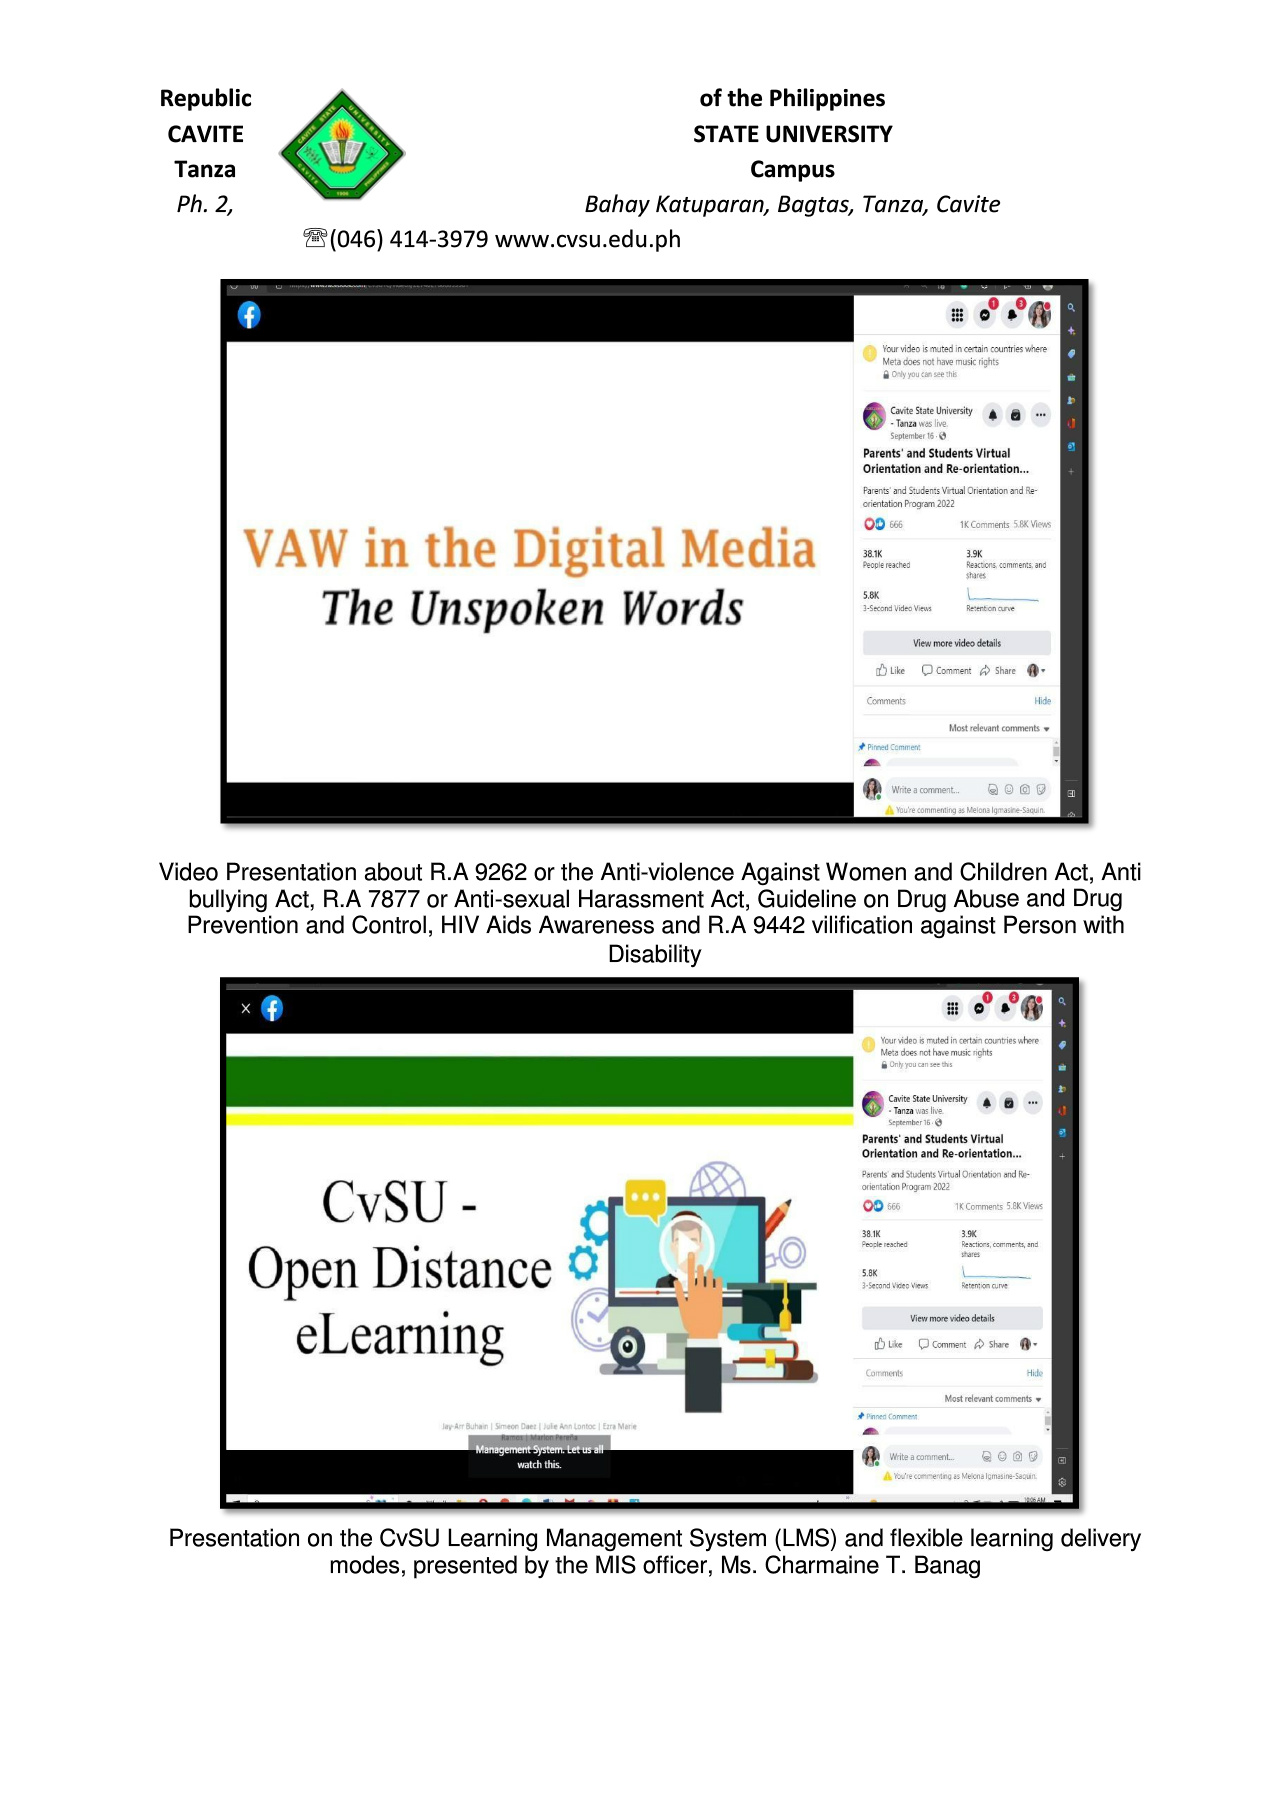 Republic of the Philippines
CAVITE STATE UNIVERSITY
Tanza Campus
Ph. 2, Bahay Katuparan, Bagtas, Tanza, Cavite
☏(046) 414-3979 www.cvsu.edu.ph
1 3
Your video is muted in certain countries where
Meta does not have music rights
Only you can see this
Cavite State University
- Tanza was live.
September 16 ·
Parents' and Students Virtual
Orientation and Re-orientation...
Parents' and Students Virtual Orientation and Re-
orientation Program 2022
666 1K Comments 5.8K Views
38.1K 3.9K
People reached Reactions, comments, and
shares
5.8K
3-Second Video Views Retention curve
View more video details
Like Comment Share
Comments Hide
Most relevant comments
Pinned Comment
Write a comment...
You're commenting as Melona Igmasine-Saquin.
VAW in the Digital Media
The Unspoken Words
Video Presentation about R.A 9262 or the Anti-violence Against Women and Children Act, Anti
bullying Act, R.A 7877 or Anti-sexual Harassment Act, Guideline on Drug Abuse and Drug
Prevention and Control, HIV Aids Awareness and R.A 9442 vilification against Person with
Disability
1 3
Your video is muted in certain countries where
Meta does not have music rights
Only you can see this
Cavite State University
- Tanza was live.
September 16 ·
Parents' and Students Virtual
Orientation and Re-orientation...
Parents' and Students Virtual Orientation and Re-
orientation Program 2022
666 1K Comments 5.8K Views
38.1K 3.9K
People reached Reactions, comments, and
shares
5.8K
3-Second Video Views Retention curve
View more video details
Like Comment Share
Comments Hide
Most relevant comments
Pinned Comment
Write a comment...
You're commenting as Melona Igmasine-Saquin.
10:06 AM
CvSU -
Open Distance
eLearning
Jay-Arr Buhain | Simeon Daez | Julie Ann Lontoc | Ezra Marie
Ramos | Marlon Pereña
Management System. Let us all
watch this.
Presentation on the CvSU Learning Management System (LMS) and flexible learning delivery
modes, presented by the MIS officer, Ms. Charmaine T. Banag